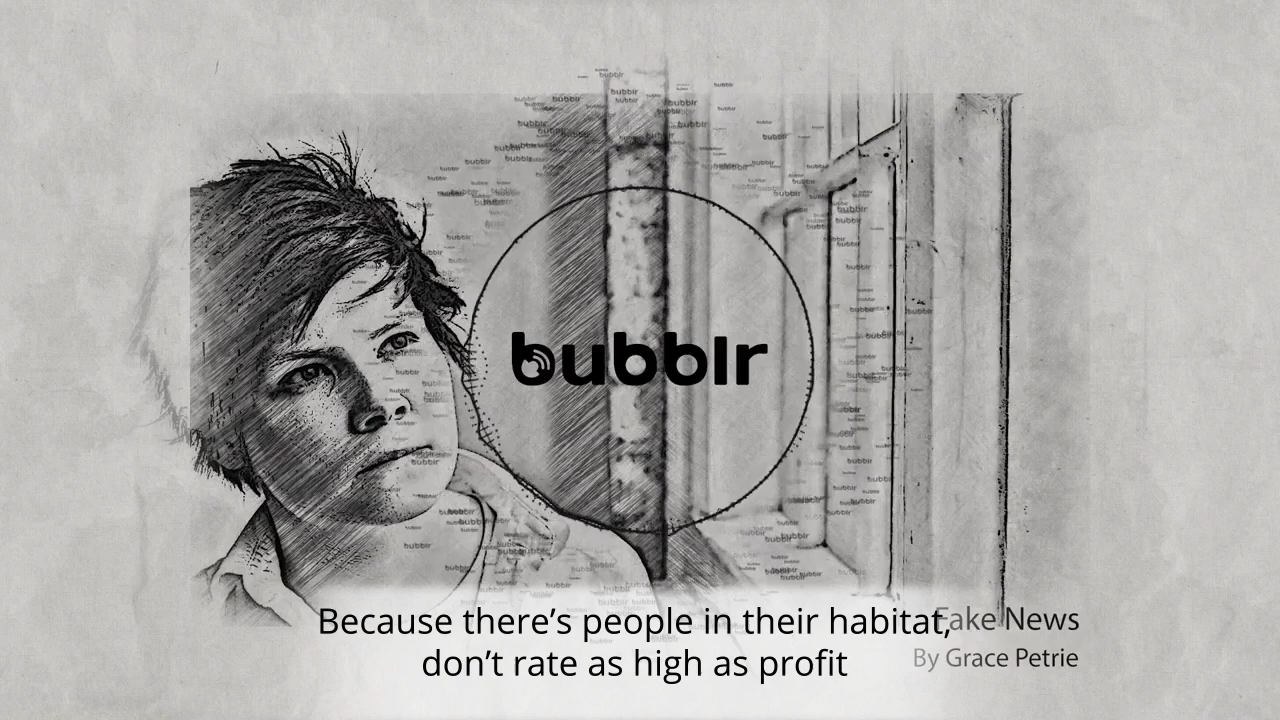 bubblr
Because there’s people in their habitat,
don’t rate as high as profit
Fake News
By Grace Petrie